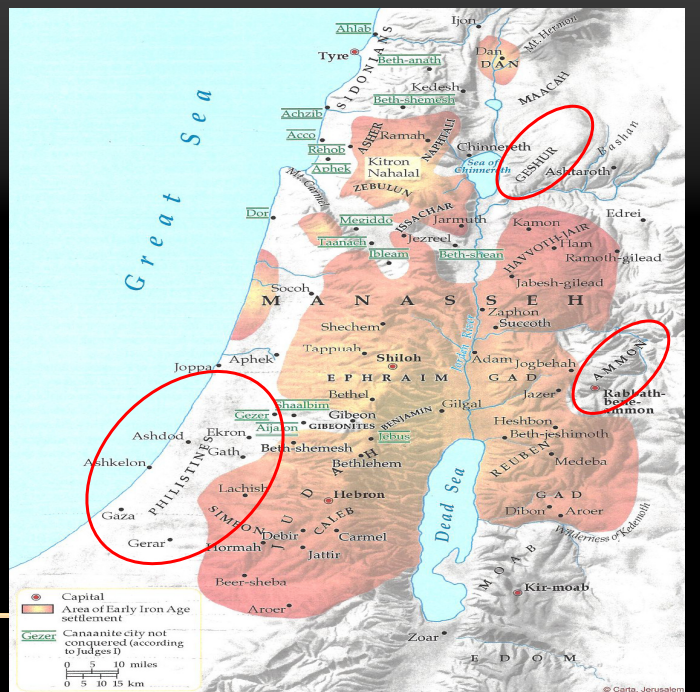 Ijon
Ahlab
Tyre
SIDONIANS
Dan
DAN
Mt. Hermon
Beth-anath
Kedesh
MAACAH
Beth-shemesh
Achzib
Acco
ASHER
Ramah
NAPHTALI
Rehob
Chinnereth
GESHUR
Bashan
Aphek
Kitron
Nahalal
Sea of
Chinnereth
Ashtaroth
Mt. Carmel
ZEBULUN
Great Sea
Dor
Megiddo
ISSACHAR
Jarmuth
Kamon
Edrei
Taanach
Jezreel
HAVVOTH-JAIR
Ham
Ibleam
Beth-shean
Ramoth-gilead
Jabesh-gilead
Socoh
MANASSEH
Zaphon
Shechem
Succoth
Jordan River
Tappuah
Shiloh
Adam
Jogbehah
AMMON
Aphek
Joppa
EPHRAIM
GAD
Bethel
Jazer
Rabbath-
bene-
ammon
Shaalbim
Gezer
Gibeon
BENJAMIN
Gilgal
Aijalon
GIBEONITES
Heshbon
Ashdod
Ekron
Jebus
Beth-jeshimoth
Gath
Beth-shemesh
Bethlehem
REUBEN
Medeba
Ashkelon
PHILISTINES
Lachish
JUDAH
Hebron
Dead Sea
GAD
Gaza
SIMEON
CALEB
Dibon
Aroer
Gerar
Debir
Carmel
Wilderness of Kedemoth
Hormah
Jattir
MOAB
Beer-sheba
Kir-moab
Aroer
Zoar
EDOM
Capital
Area of Early Iron Age
settlement
Gezer
Canaanite city not
conquered (according
to Judges I)
0 5 10 miles
0 5 10 15 km
© Carta, Jerusalem